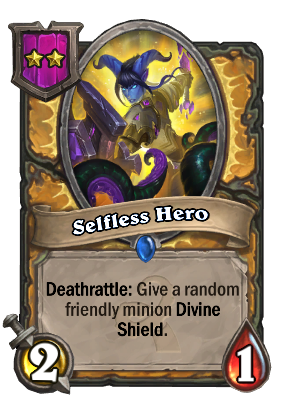 Selfless Hero
Deathrattle: Give a random
friendly minion Divine
Shield.
2
1